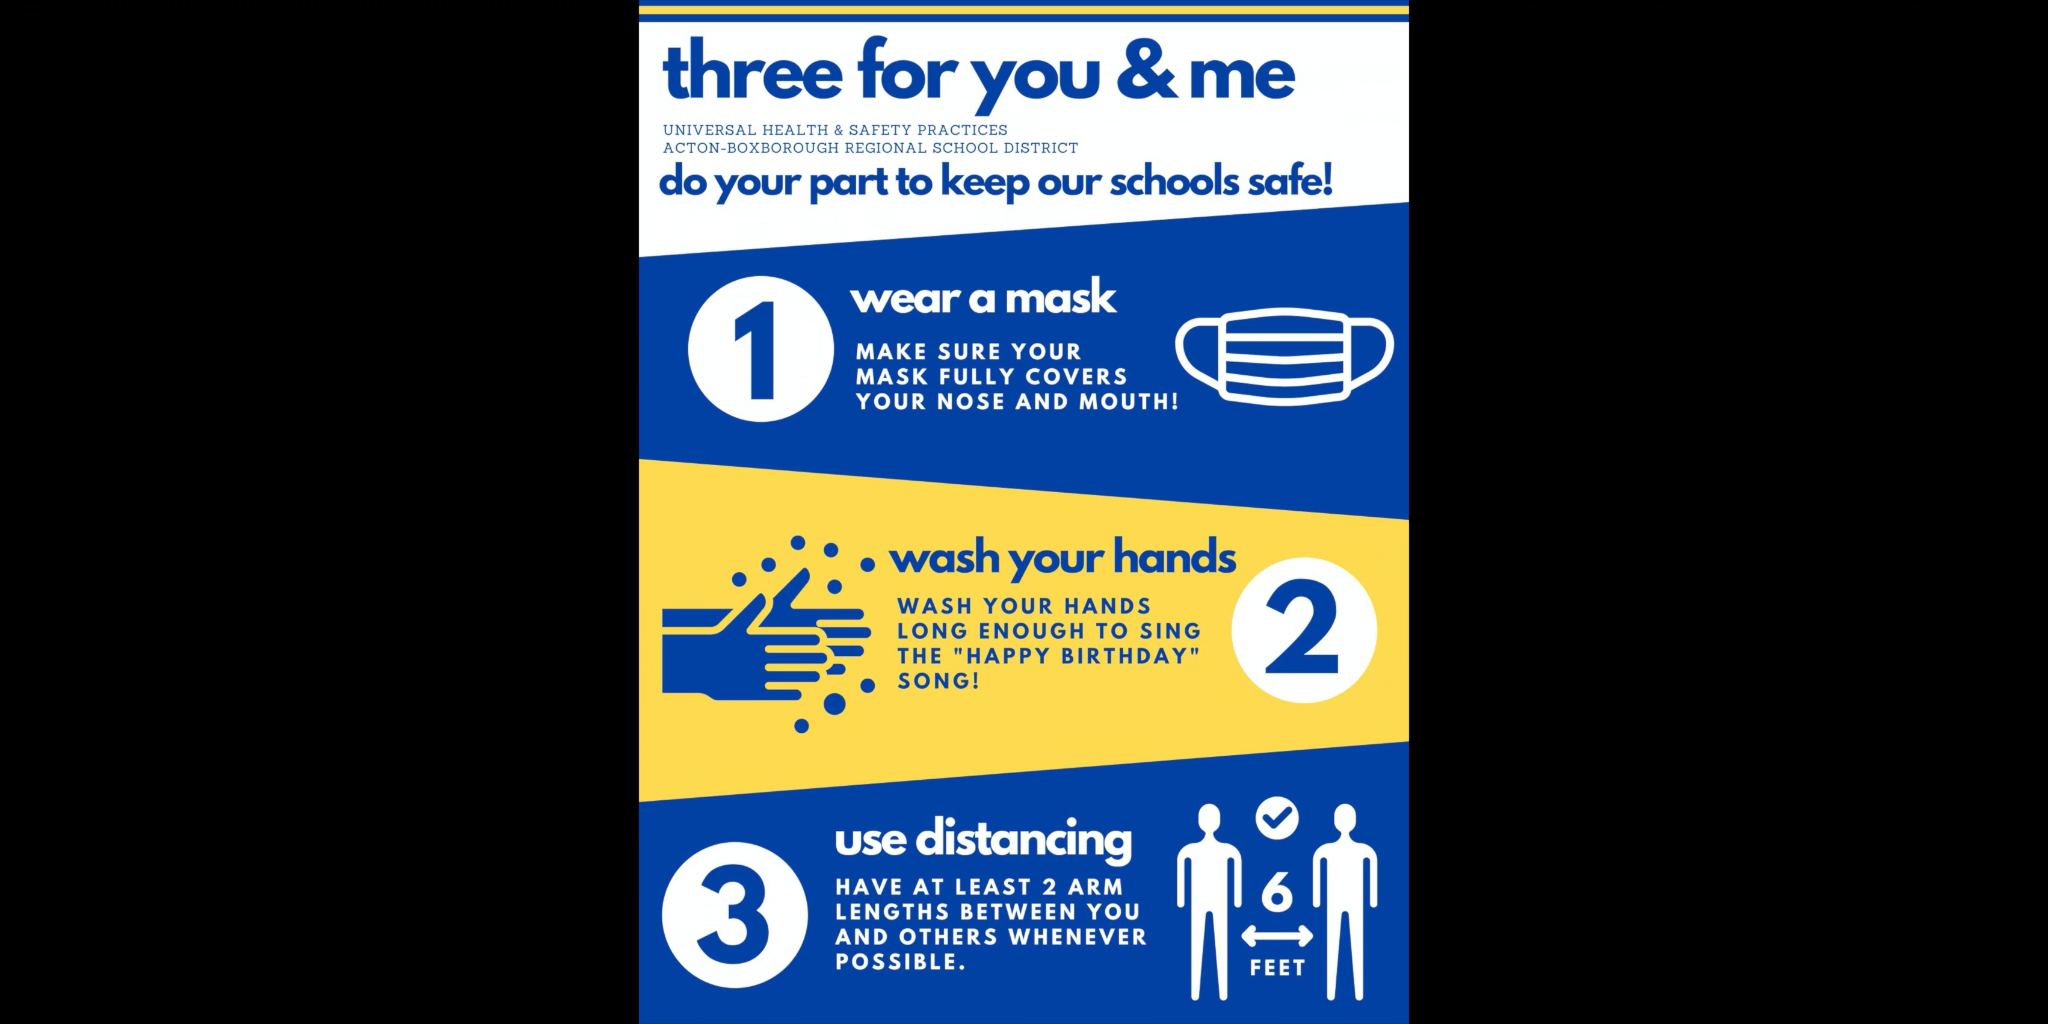 three for you & me
UNIVERSAL HEALTH & SAFETY PRACTICES
ACTON-BOXBOROUGH REGIONAL SCHOOL DISTRICT
do your part to keep our schools safe!
1
wear a mask
MAKE SURE YOUR
MASK FULLY COVERS
YOUR NOSE AND MOUTH!
wash your hands
WASH YOUR HANDS
LONG ENOUGH TO SING
THE "HAPPY BIRTHDAY"
SONG!
2
3
use distancing
HAVE AT LEAST 2 ARM
LENGTHS BETWEEN YOU
AND OTHERS WHENEVER
POSSIBLE.
6
FEET